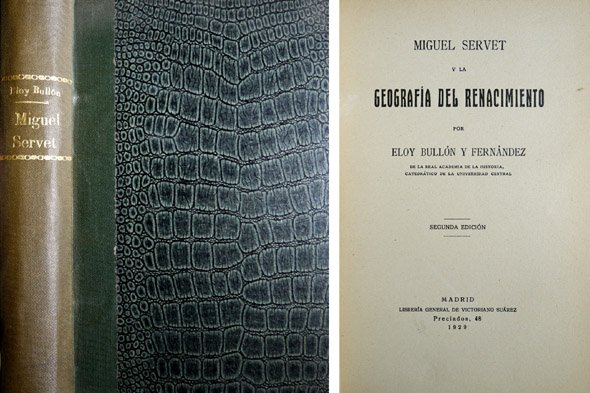 Eloy Bullón
Miguel
Servet
MIGUEL SERVET
Y LA
GEOGRAFÍA DEL RENACIMIENTO
POR
ELOY BULLÓN Y FERNÁNDEZ
DE LA REAL ACADEMIA DE LA HISTORIA,
CATEDRÁTICO DE LA UNIVERSIDAD CENTRAL
SEGUNDA EDICIÓN
MADRID
LIBRERÍA GENERAL DE VICTORIANO SUÁREZ
Preciados, 48
1929